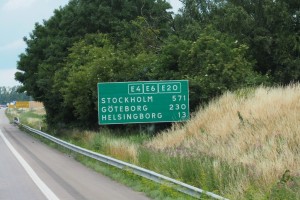 E4 E6 E20
STOCKHOLM 571
GÖTEBORG 230
HELSINGBORG 13